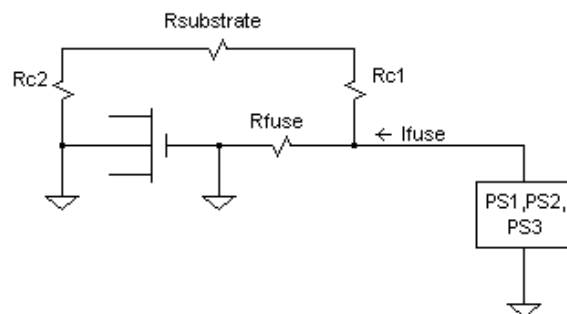 Rsubstrate
Rc2
Rc1
Rfuse
← Ifuse
PS1,PS2,
PS3